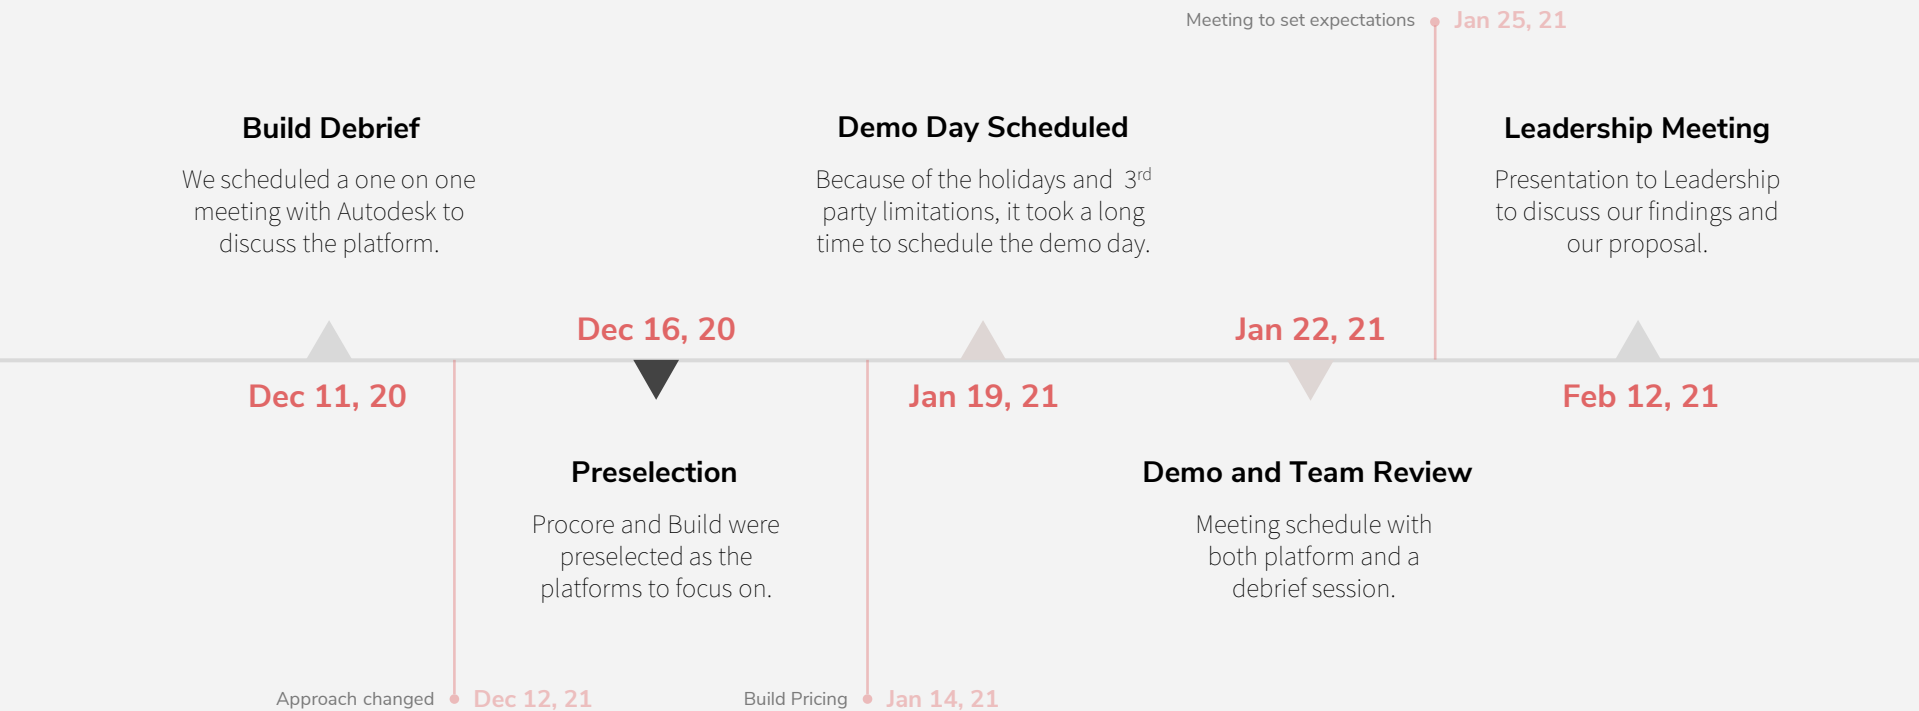 Meeting to set expectations
Jan 25, 21
Build Debrief
We scheduled a one on one
meeting with Autodesk to
discuss the platform.
Dec 11, 20
Approach changed
Dec 12, 21
Dec 16, 20
Preselection
Procore and Build were
preselected as the
platforms to focus on.
Build Pricing
Jan 14, 21
Demo Day Scheduled
Because of the holidays and 3rd
party limitations, it took a long
time to schedule the demo day.
Jan 19, 21
Jan 22, 21
Demo and Team Review
Meeting schedule with
both platform and a
debrief session.
Leadership Meeting
Presentation to Leadership
to discuss our findings and
our proposal.
Feb 12, 21